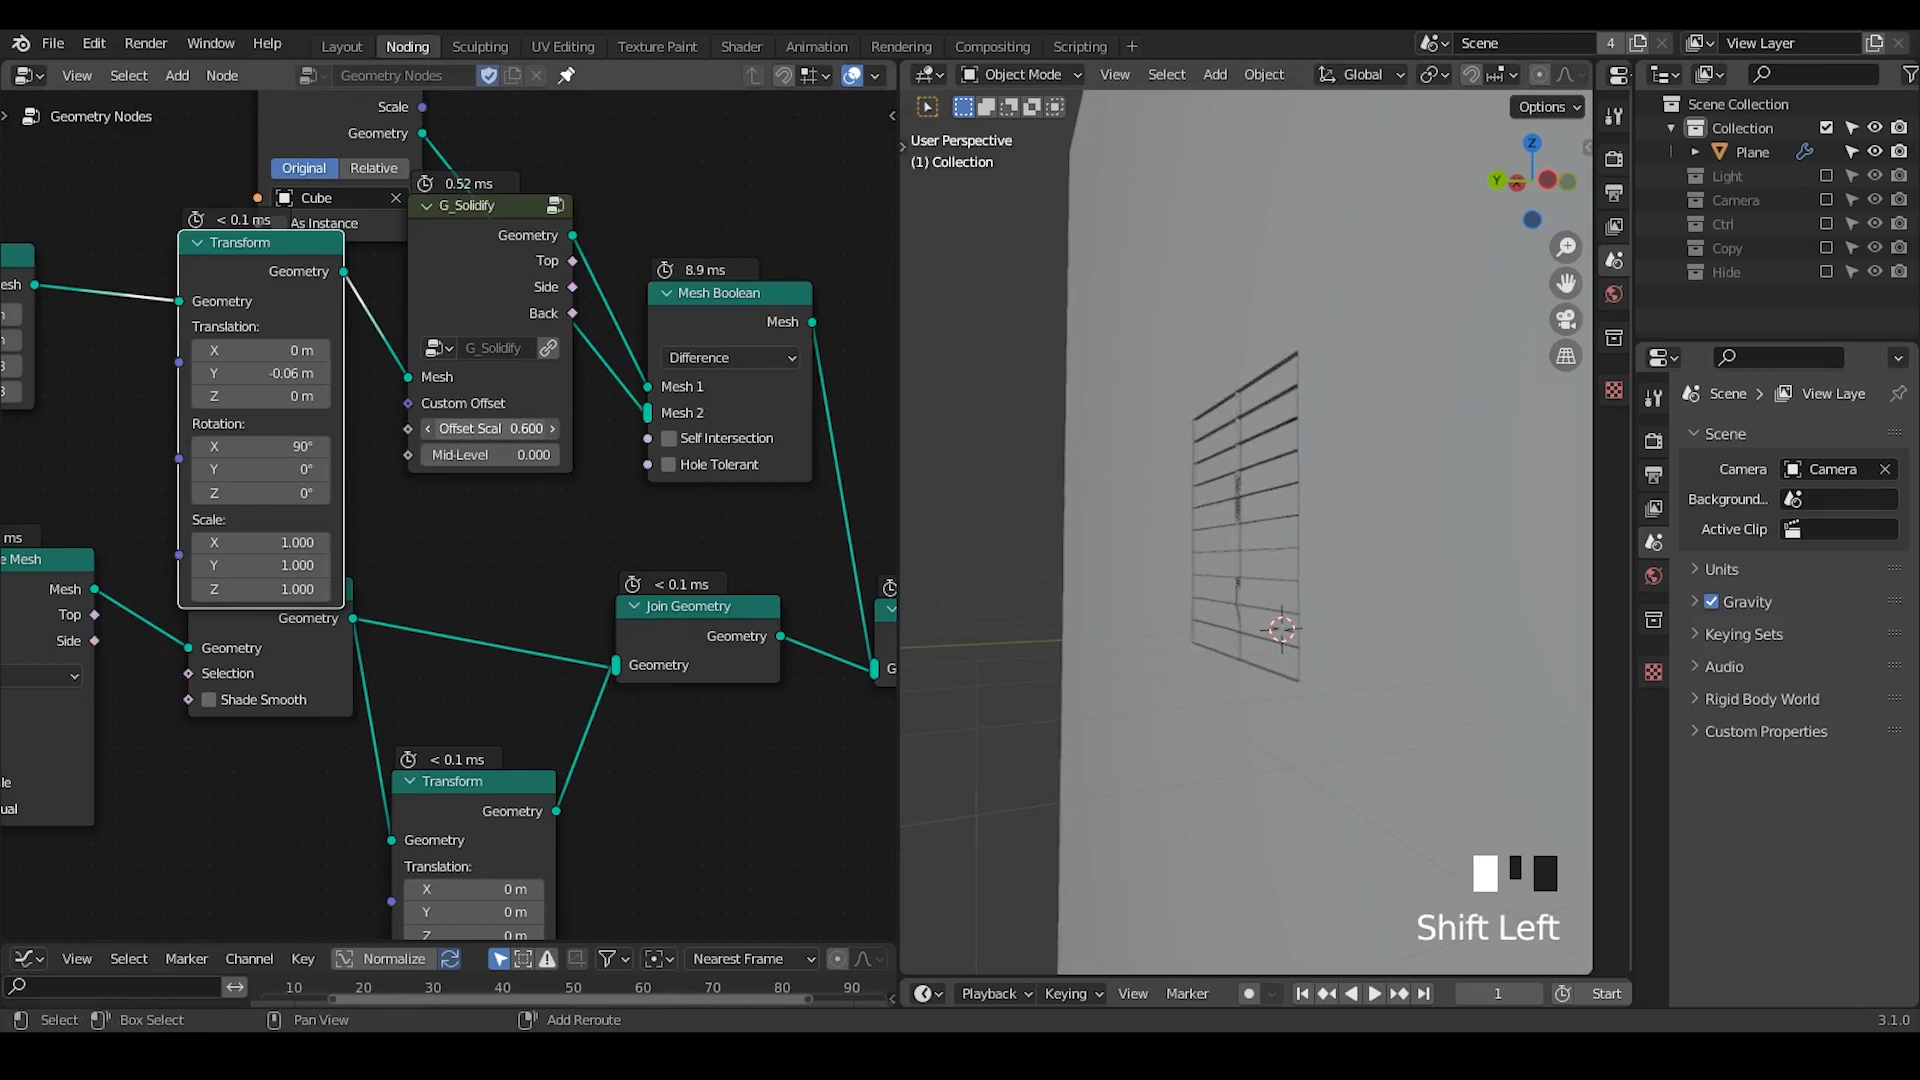 File Edit Render Window Help
Layout Noding Sculpting UV Editing Texture Paint Shader Animation Rendering Compositing Scripting +
Scene 4 View Layer
View Select Add Node Geometry Nodes
Object Mode View Select Add Object Global
Geometry Nodes
Scale
Geometry
Original Relative
Cube
As Instance
< 0.1 ms
Transform
Geometry
Geometry
Translation:
X 0 m
Y -0.06 m
Z 0 m
Rotation:
X 90°
Y 0°
Z 0°
Scale:
X 1.000
Y 1.000
Z 1.000
0.52 ms
G_Solidify
Geometry
Top
Side
Back
G_Solidify
Mesh
Custom Offset
Offset Scal 0.600
Mid-Level 0.000
8.9 ms
Mesh Boolean
Mesh
Difference
Mesh 1
Mesh 2
Self Intersection
Hole Tolerant
esh
3
3
ms
e Mesh
Mesh
Top
Side
le
ual
Geometry
Geometry
Selection
Shade Smooth
< 0.1 ms
Join Geometry
Geometry
Geometry
G
< 0.1 ms
Transform
Geometry
Geometry
Translation:
X 0 m
Y 0 m
Z 0 m
Options
User Perspective
(1) Collection
Z
Y
X
Shift Left
Scene Collection
Collection
Plane
Light
Camera
Ctrl
Copy
Hide
Scene > View Laye
Scene
Camera Camera
Background...
Active Clip
Units
Gravity
Keying Sets
Audio
Rigid Body World
Custom Properties
View Select Marker Channel Key Normalize Nearest Frame
10 20 30 40 50 60 70 80 90
Playback Keying View Marker 1 Start
Select Box Select Pan View Add Reroute 3.1.0